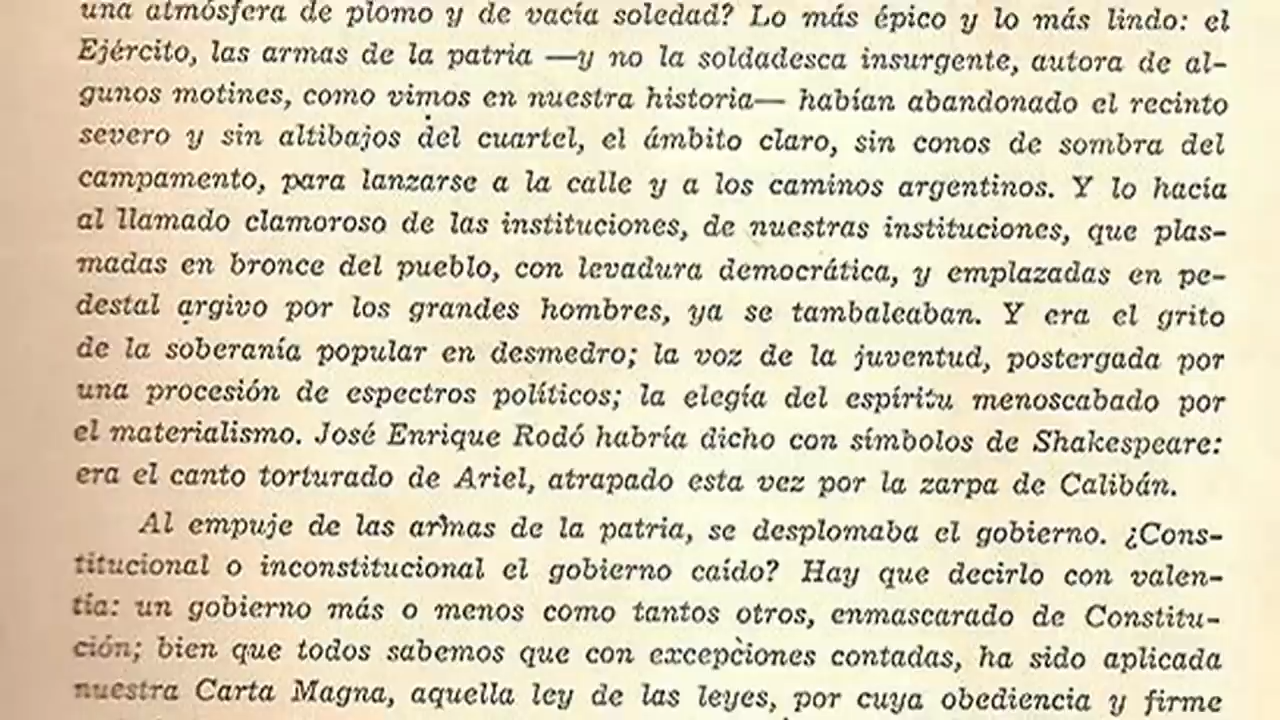 una atmósfera de plomo y de vacía soledad? Lo más épico y lo más lindo: el
Ejército, las armas de la patria —y no la soldadesca insurgente, autora de al-
gunos motines, como vimos en nuestra historia— habían abandonado el recinto
severo y sin altibajos del cuartel, el ámbito claro, sin conos de sombra del
campamento, para lanzarse a la calle y a los caminos argentinos. Y lo hacía
al llamado clamoroso de las instituciones, de nuestras instituciones, que plas-
madas en bronce del pueblo, con levadura democrática, y emplazadas en pe-
destal argivo por los grandes hombres, ya se tambaleaban. Y era el grito
de la soberanía popular en desmedro; la voz de la juventud, postergada por
una procesión de espectros políticos; la elegía del espíritu menoscabado por
el materialismo. José Enrique Rodó habría dicho con símbolos de Shakespeare:
era el canto torturado de Ariel, atrapado esta vez por la zarpa de Calibán.
Al empuje de las armas de la patria, se desplomaba el gobierno. ¿Cons-
titucional o inconstitucional el gobierno caído? Hay que decirlo con valen-
tía: un gobierno más o menos como tantos otros, enmascarado de Constitu-
ción; bien que todos sabemos que con excepciones contadas, ha sido aplicada
nuestra Carta Magna, aquella ley de las leyes, por cuya obediencia y firme